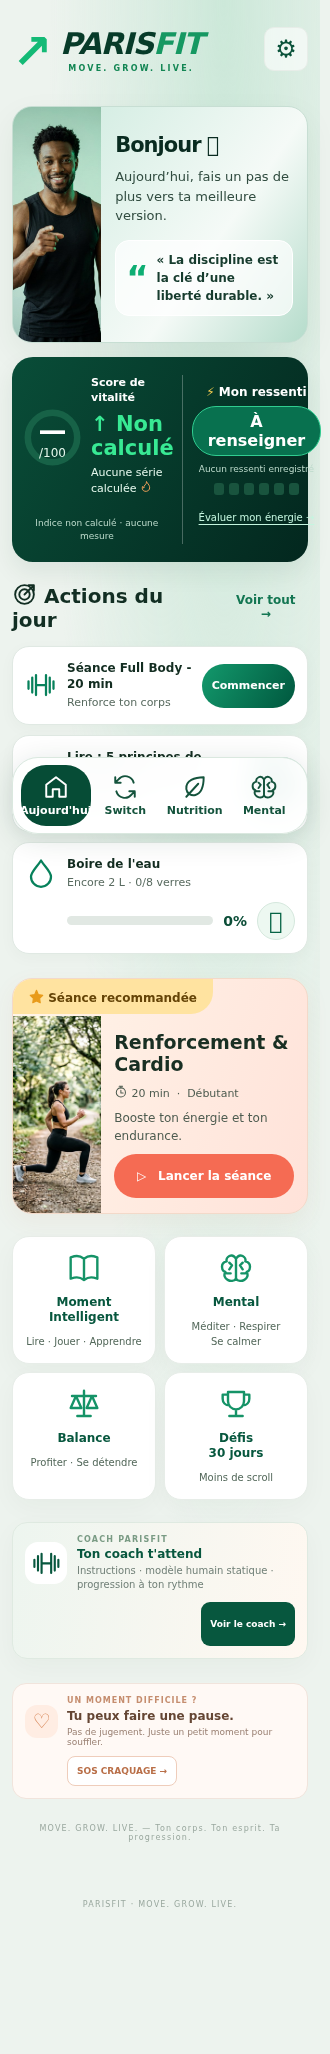 PARISFIT
MOVE. GROW. LIVE.
Bonjour
Aujourd’hui, fais un pas de
plus vers ta meilleure
version.
“ « La discipline est
la clé d’une
liberté durable. »
Score de
vitalité
—
/100
↑ Non
calculé
Aucune série
calculée
Indice non calculé · aucune
mesure
⚡ Mon ressenti
À
renseigner
Aucun ressenti enregistré
Évaluer mon énergie
Actions du
jour
Voir tout
→
Séance Full Body -
20 min
Renforce ton corps
Commencer
Lire : 5 principes de
Aujourd'hui
Switch
Nutrition
Mental
Boire de l'eau
Encore 2 L · 0/8 verres
0%
Séance recommandée
Renforcement &
Cardio
20 min · Débutant
Booste ton énergie et ton
endurance.
▷ Lancer la séance
Moment
Intelligent
Lire · Jouer · Apprendre
Mental
Méditer · Respirer
Se calmer
Balance
Profiter · Se détendre
Défis
30 jours
Moins de scroll
COACH PARISFIT
Ton coach t'attend
Instructions · modèle humain statique ·
progression à ton rythme
Voir le coach →
UN MOMENT DIFFICILE ?
Tu peux faire une pause.
Pas de jugement. Juste un petit moment pour
souffler.
SOS CRAQUAGE →
MOVE. GROW. LIVE. — Ton corps. Ton esprit. Ta
progression.
PARISFIT · MOVE. GROW. LIVE.